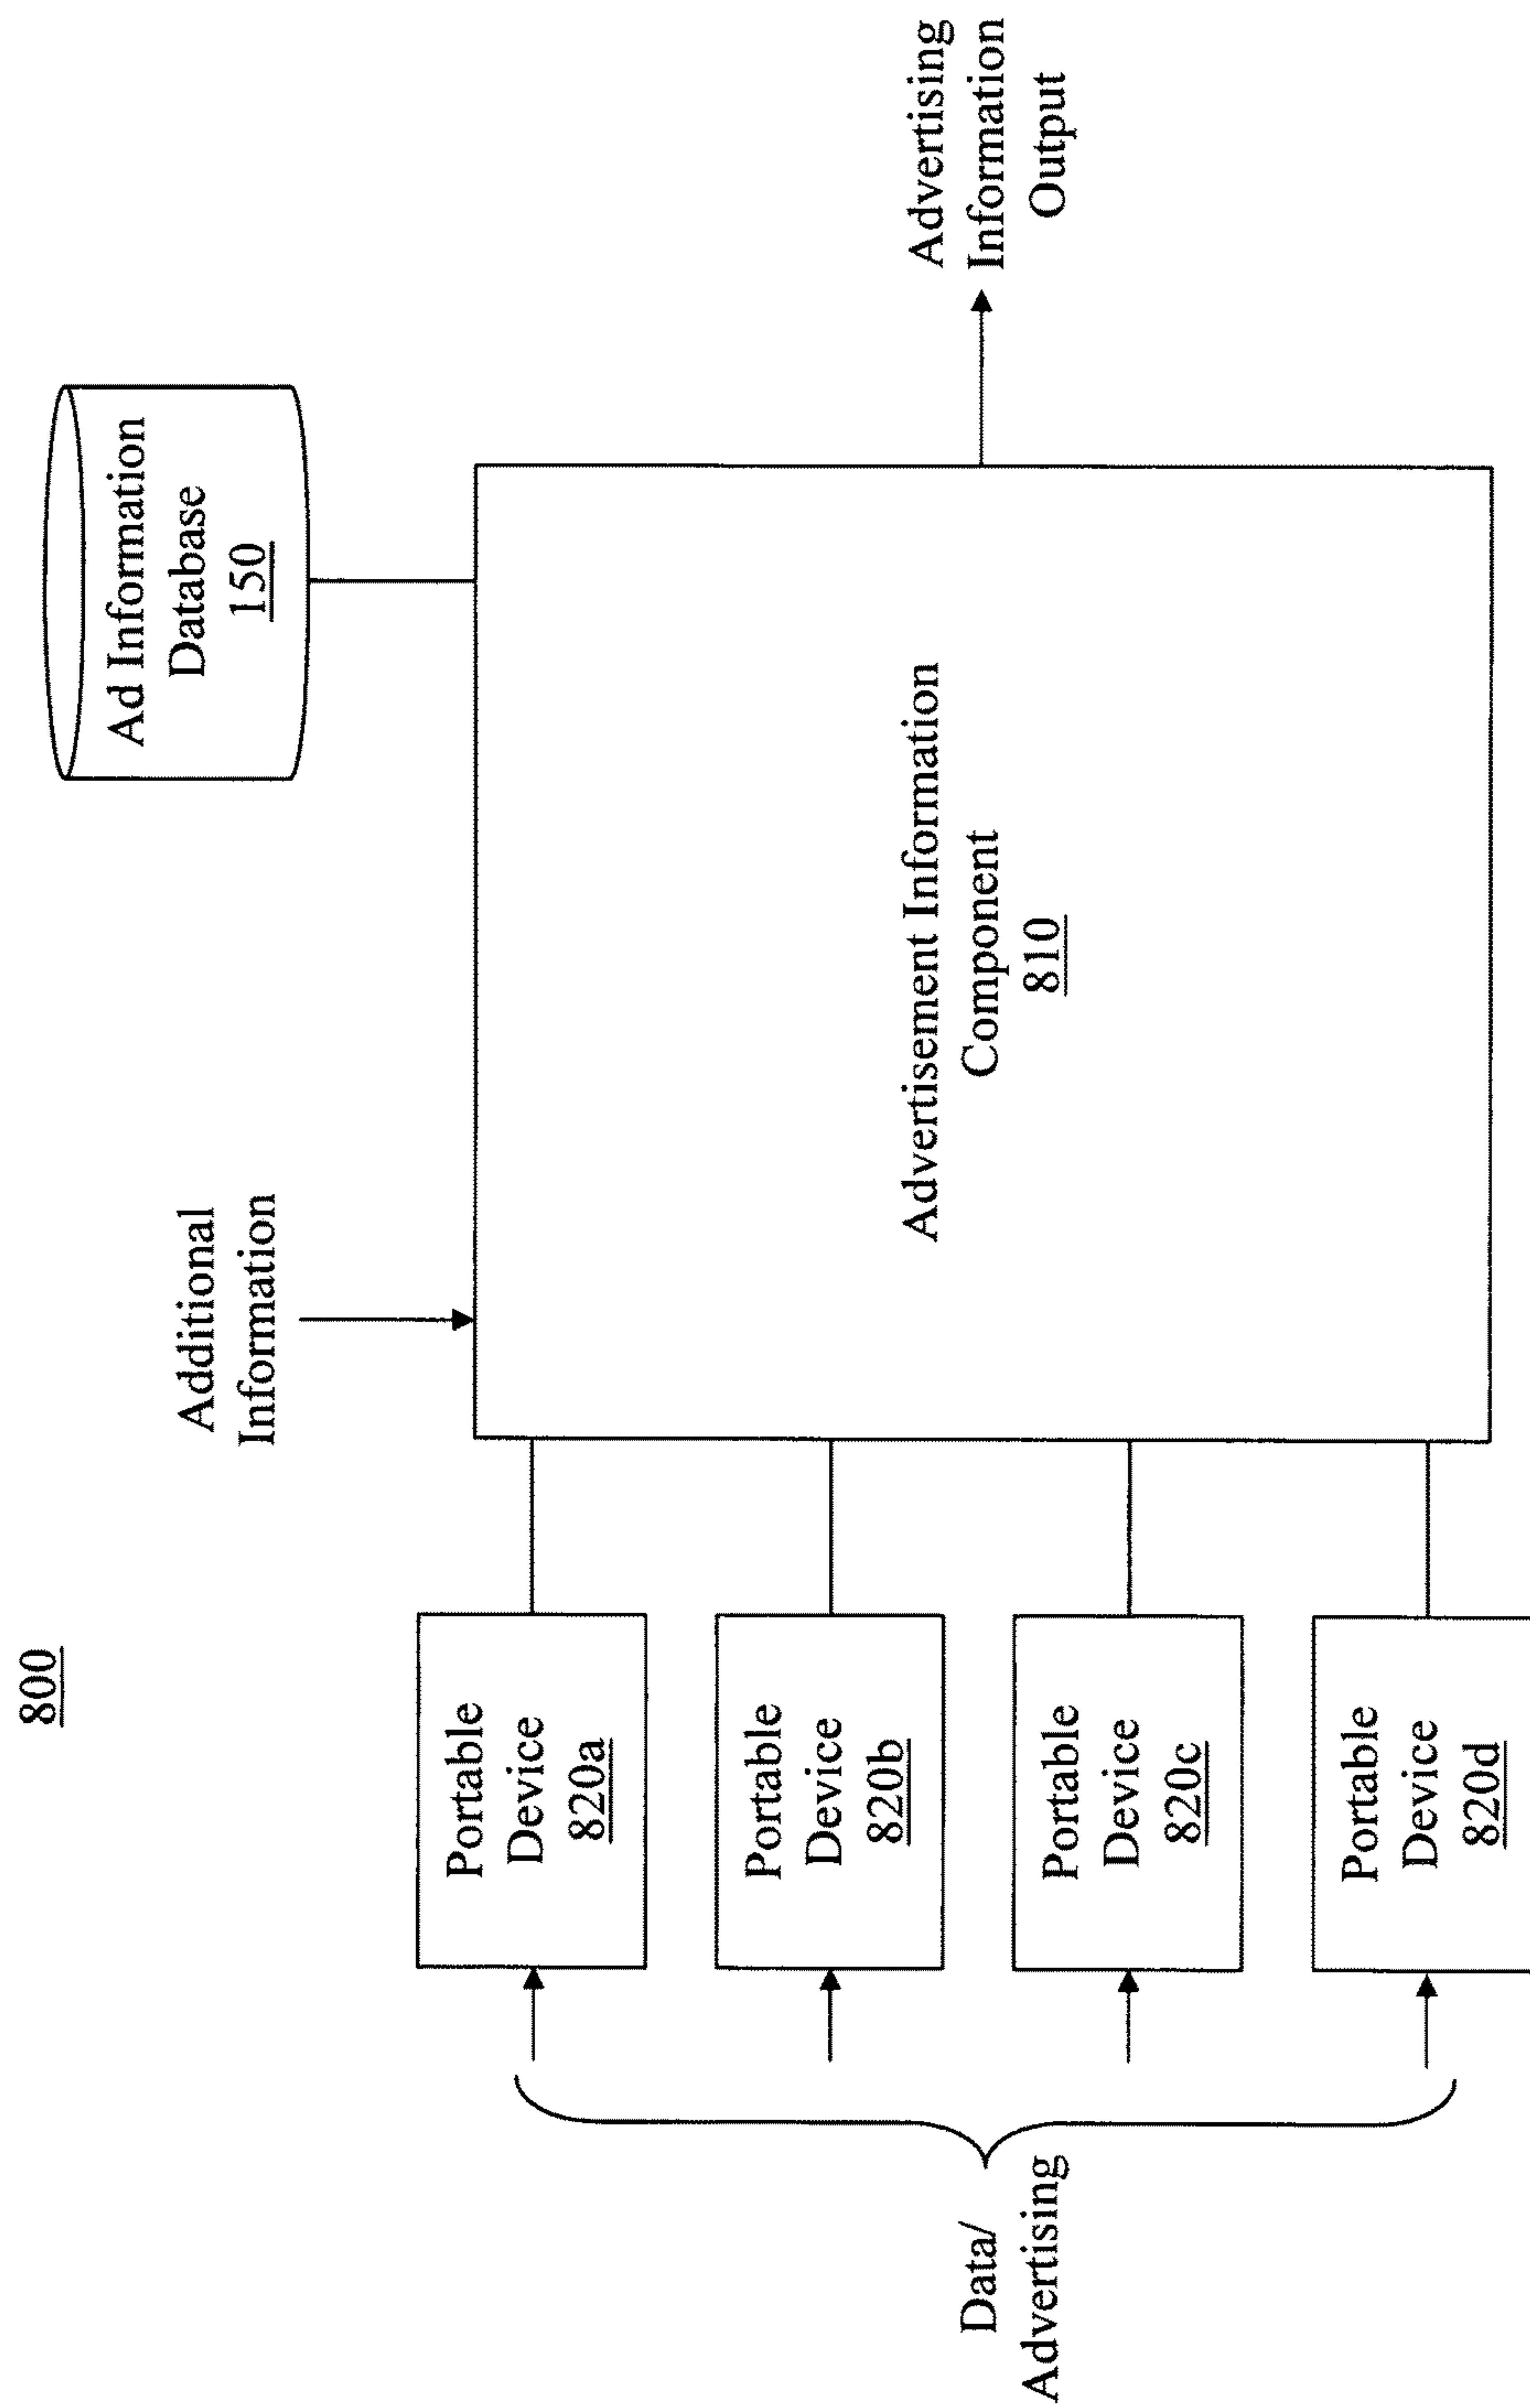 800
Additional
Information
Ad Information
Database
150
Data/
Advertising
Portable
Device
820a
Portable
Device
820b
Portable
Device
820c
Portable
Device
820d
Advertisement Information
Component
810
Advertising
Information
Output